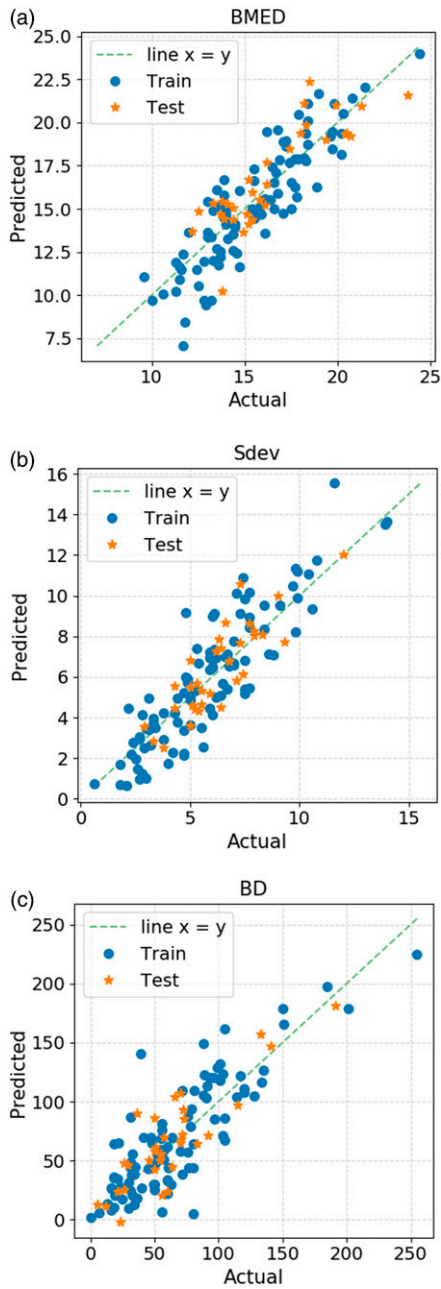 (a)
BMED
25.0
22.5
20.0
17.5
15.0
12.5
10.0
7.5
line x = y
Train
Test
Predicted
10 15 20 25
Actual
(b)
Sdev
16
14
12
10
8
6
4
2
0
line x = y
Train
Test
Predicted
0 5 10 15
Actual
(c)
BD
250
200
150
100
50
0
line x = y
Train
Test
Predicted
0 50 100 150 200 250
Actual